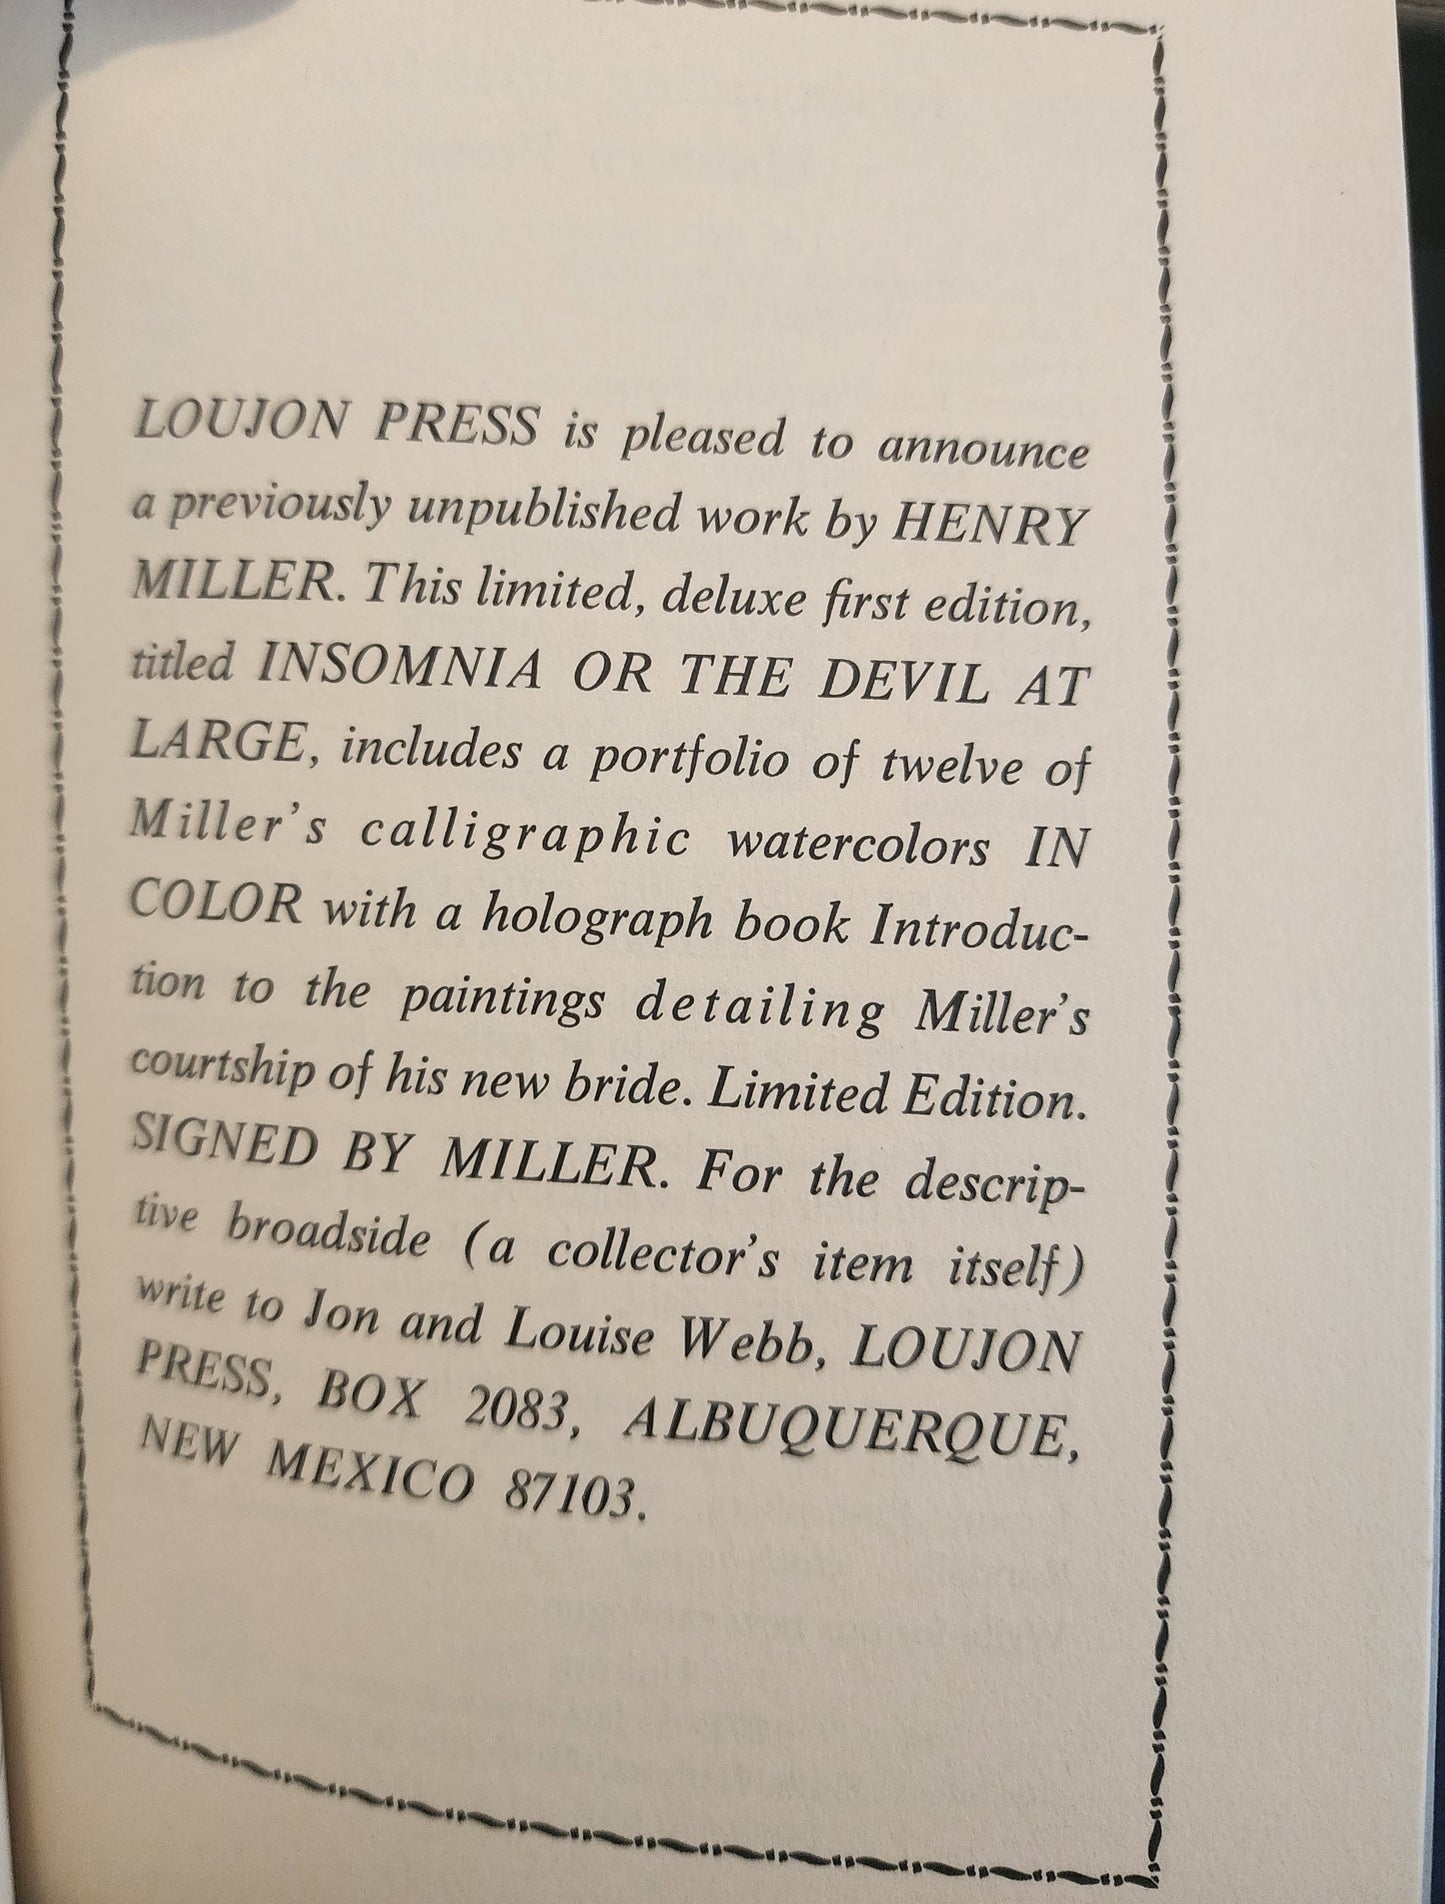 LOUJON PRESS is pleased to announce
a previously unpublished work by HENRY
MILLER. This limited, deluxe first edition,
titled INSOMNIA OR THE DEVIL AT
LARGE, includes a portfolio of twelve of
Miller's calligraphic watercolors IN
COLOR with a holograph book Introduc-
tion to the paintings detailing Miller's
courtship of his new bride. Limited Edition.
SIGNED BY MILLER. For the descrip-
tive broadside (a collector's item itself)
write to Jon and Louise Webb, LOUJON
PRESS, BOX 2083, ALBUQUERQUE,
NEW MEXICO 87103.